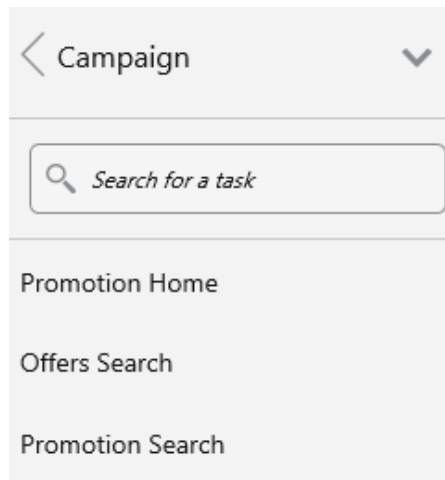 Campaign
Search for a task
Promotion Home
Offers Search
Promotion Search